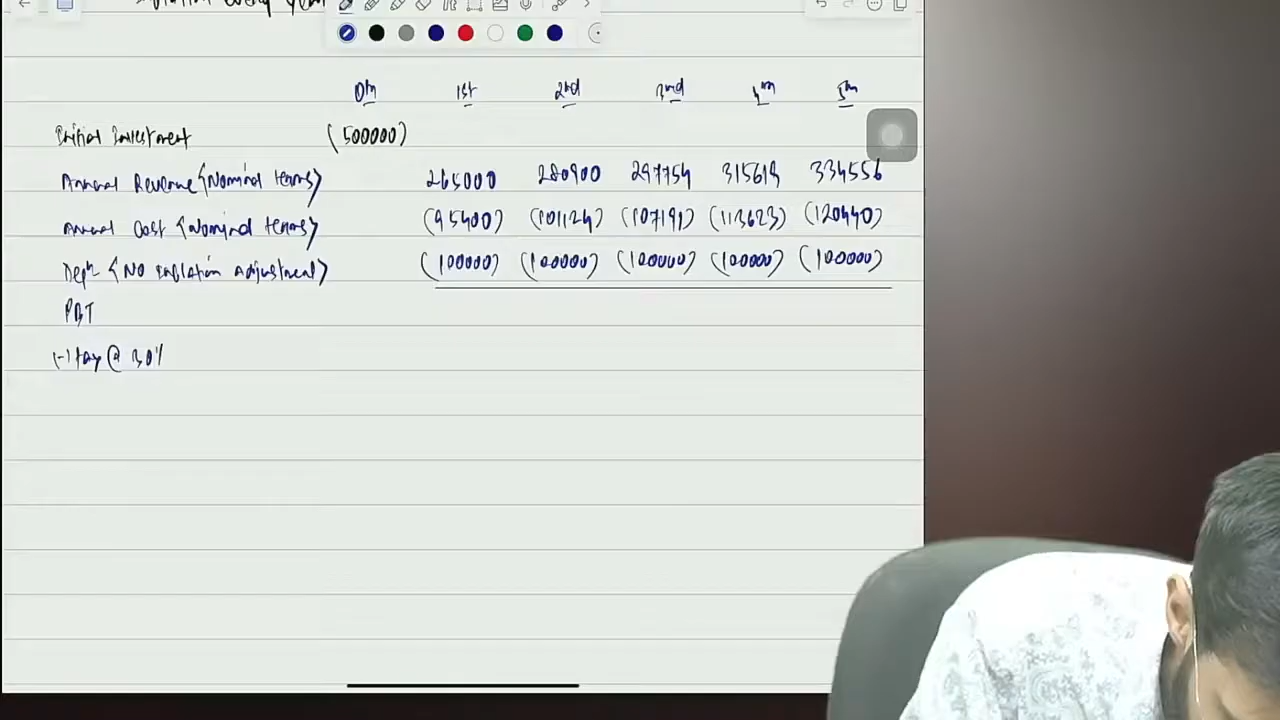 0th 1st 2nd 3rd 4th 5th
Initial Investment (500000)
Annual Revenue {Nominal terms} 265000 280900 297754 315619 334556
Annual Cost {Nominal terms} (95400) (101124) (107191) (113623) (120440)
Depn {No Inflation Adjustment} (100000) (100000) (100000) (100000) (100000)
PBT
(-) tax @ 30%